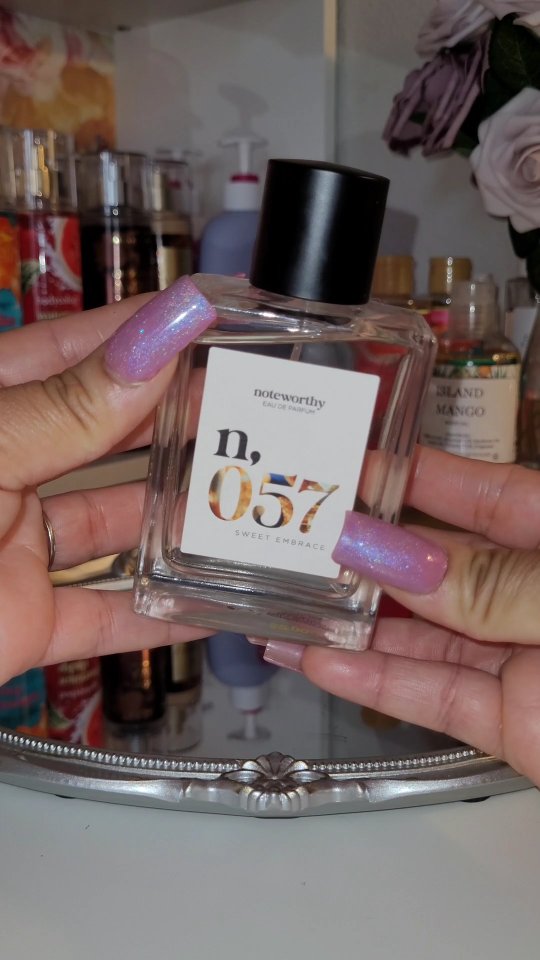 noteworthy
EAU DE PARFUM
n,
057
SWEET EMBRACE
ISLAND
MANGO